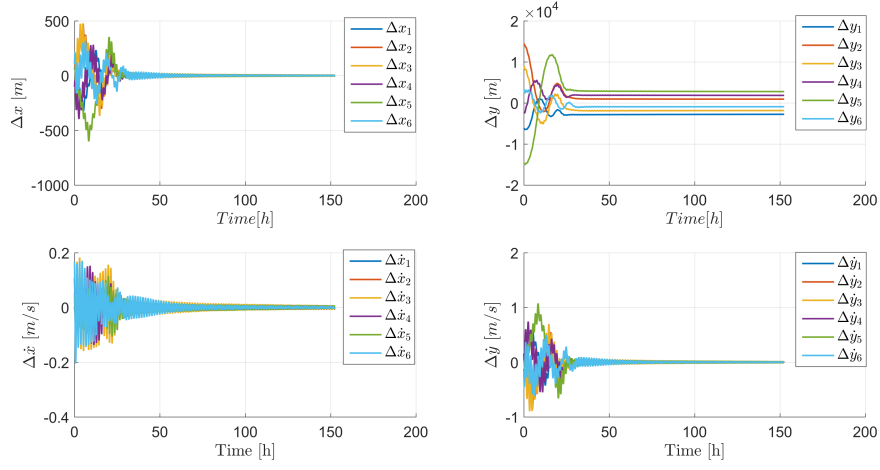 500
0
-500
-1000
Δx [m]
0 50 100 150 200
Time[h]
Δx₁
Δx₂
Δx₃
Δx₄
Δx₅
Δx₆
×10⁴
2
1
0
-1
-2
Δy [m]
0 50 100 150 200
Time[h]
Δy₁
Δy₂
Δy₃
Δy₄
Δy₅
Δy₆
0.2
0
-0.2
-0.4
Δẋ [m/s]
0 50 100 150 200
Time [h]
Δẋ₁
Δẋ₂
Δẋ₃
Δẋ₄
Δẋ₅
Δẋ₆
2
1
0
-1
Δẏ [m/s]
0 50 100 150 200
Time [h]
Δẏ₁
Δẏ₂
Δẏ₃
Δẏ₄
Δẏ₅
Δẏ₆